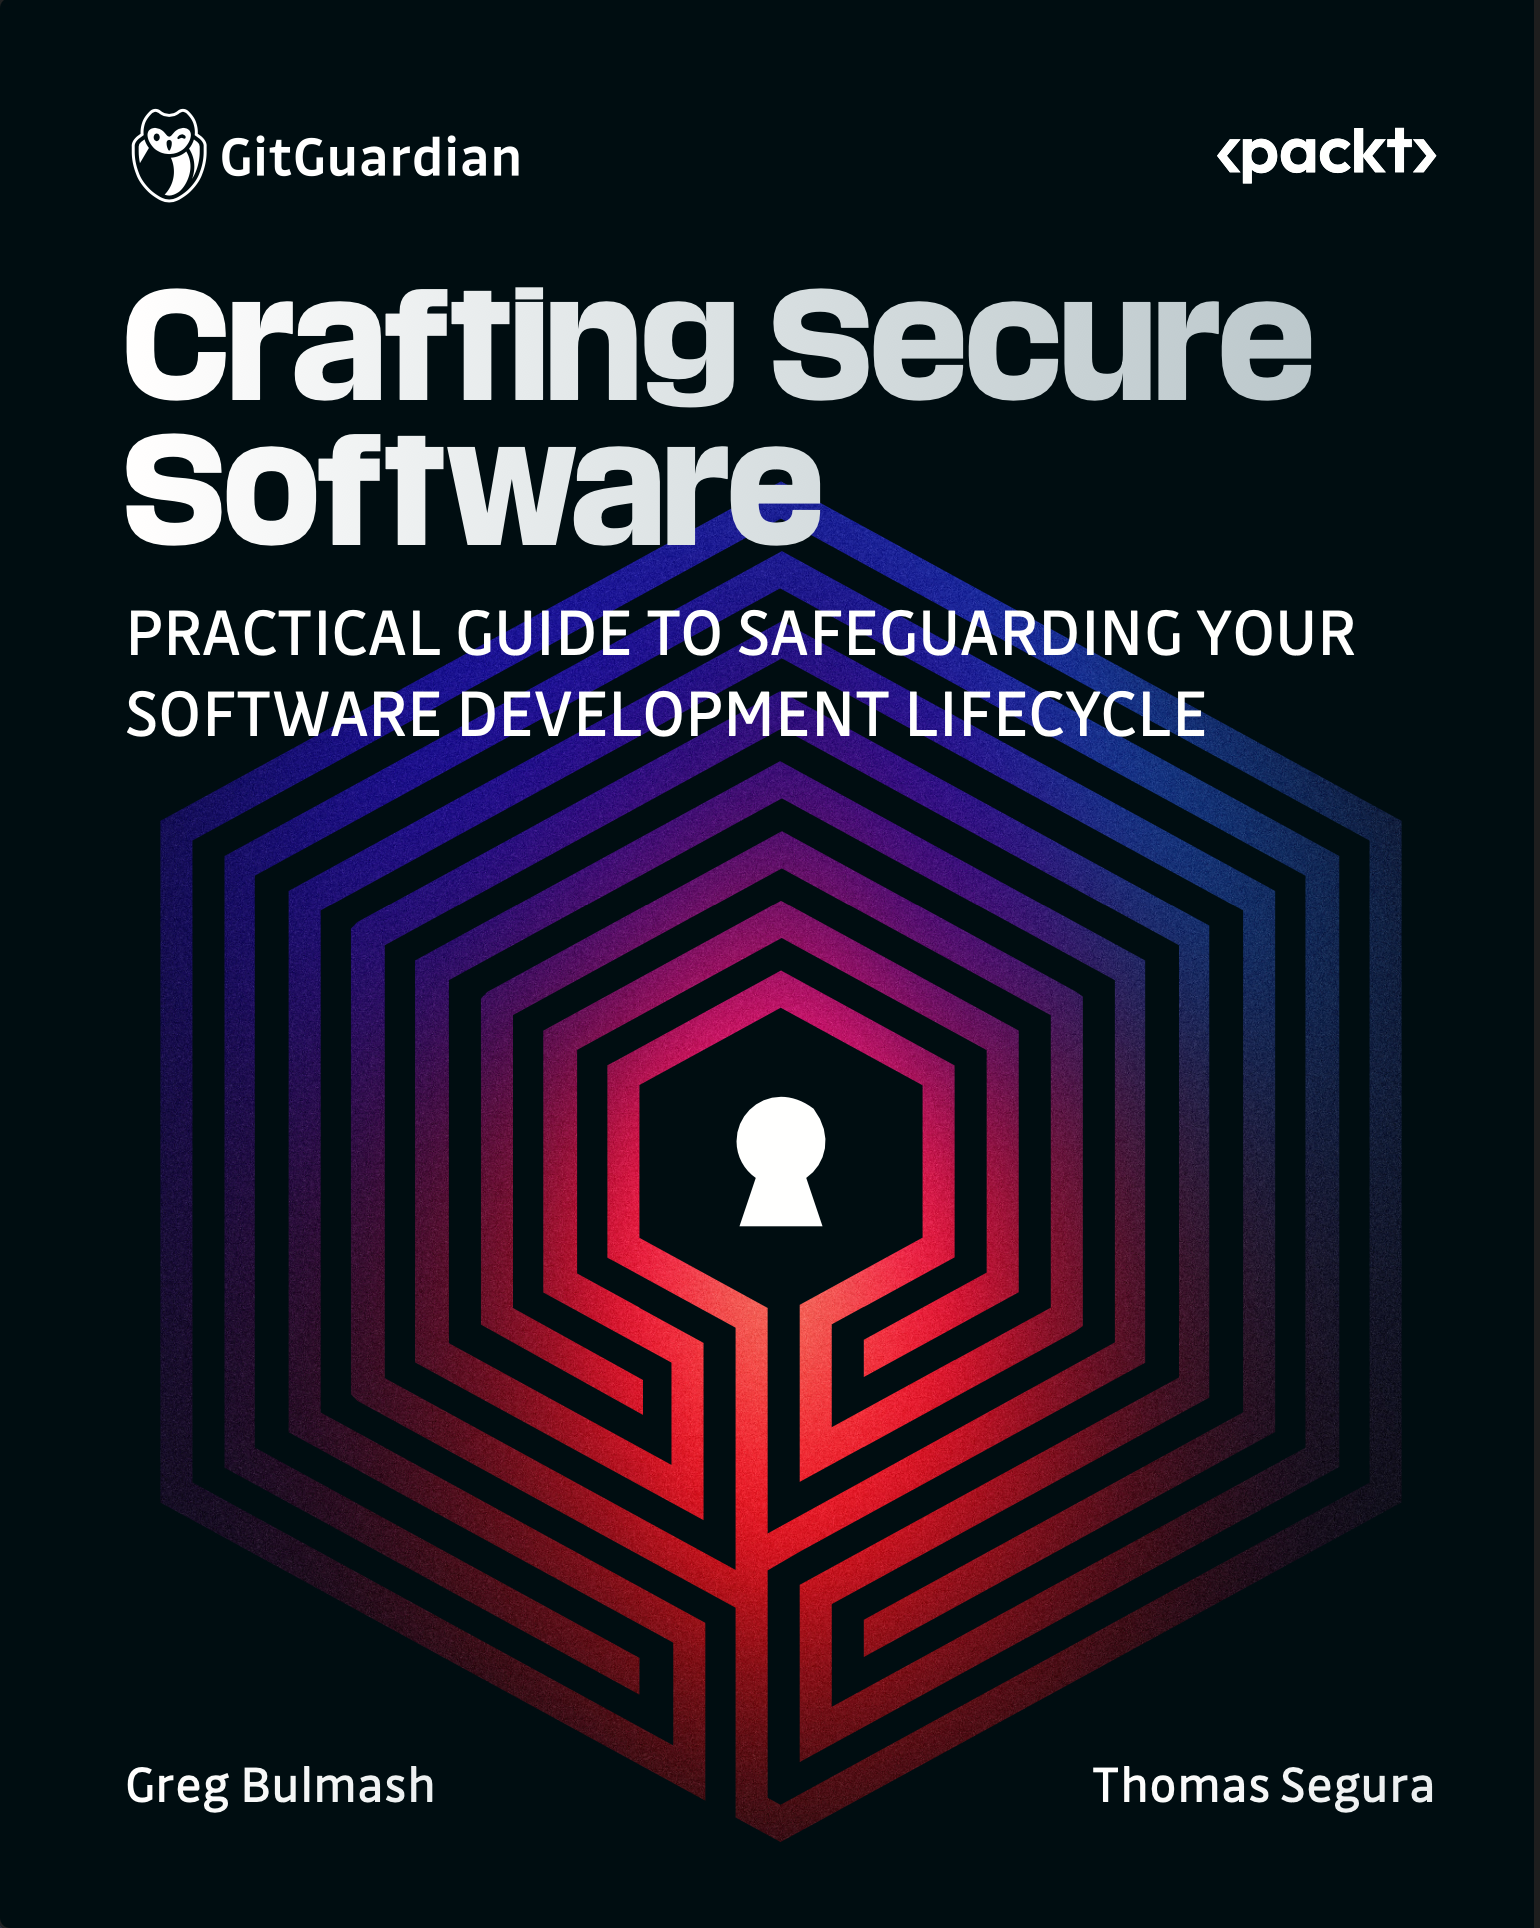 GitGuardian
<packt>
Crafting Secure
Software
PRACTICAL GUIDE TO SAFEGUARDING YOUR
SOFTWARE DEVELOPMENT LIFECYCLE
Greg Bulmash
Thomas Segura